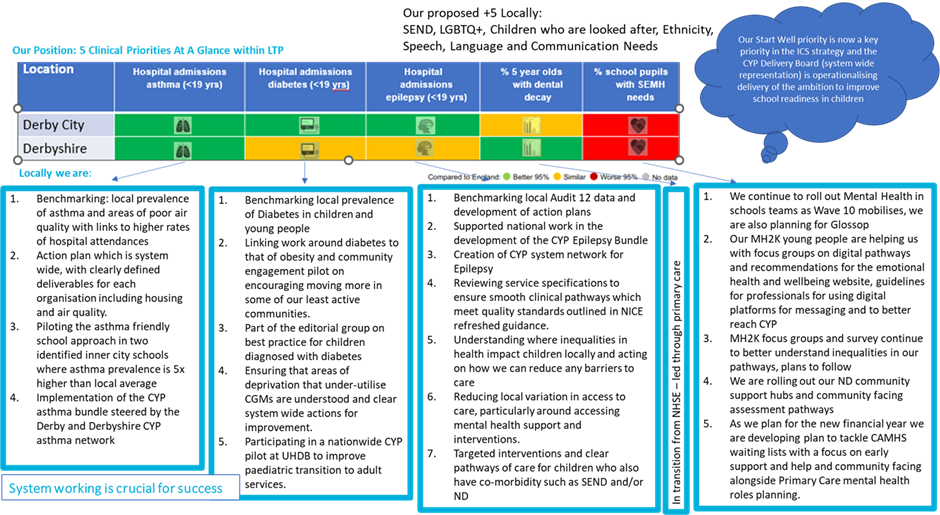 Our proposed +5 Locally:
SEND, LGBTQ+, Children who are looked after, Ethnicity,
Speech, Language and Communication Needs
Our Position: 5 Clinical Priorities At A Glance within LTP
Our Start Well priority is now a key
priority in the ICS strategy and the
CYP Delivery Board (system wide
representation) is operationalising
delivery of the ambition to improve
school readiness in children
Location
Hospital admissions
asthma (<19 yrs)
Hospital admissions
diabetes (<19 yrs)
Hospital
admissions
epilepsy (<19 yrs)
% 5 year olds
with dental
decay
% school pupils
with SEMH
needs
Derby City
Derbyshire
Locally we are:
Compared to England: Better 95% Similar Worse 95% No data
1. Benchmarking: local prevalence
of asthma and areas of poor air
quality with links to higher rates
of hospital attendances
2. Action plan which is system
wide, with clearly defined
deliverables for each
organisation including housing
and air quality.
3. Piloting the asthma friendly
school approach in two
identified inner city schools
where asthma prevalence is 5x
higher than local average
4. Implementation of the CYP
asthma bundle steered by the
Derby and Derbyshire CYP
asthma network
1. Benchmarking local prevalence
of Diabetes in children and
young people
2. Linking work around diabetes to
that of obesity and community
engagement pilot on
encouraging moving more in
some of our least active
communities.
3. Part of the editorial group on
best practice for children
diagnosed with diabetes
4. Ensuring that areas of
deprivation that under-utilise
CGMs are understood and clear
system wide actions for
improvement.
5. Participating in a nationwide CYP
pilot at UHDB to improve
paediatric transition to adult
services.
1. Benchmarking local Audit 12 data and
development of action plans
2. Supported national work in the
development of the CYP Epilepsy Bundle
3. Creation of CYP system network for
Epilepsy
4. Reviewing service specifications to
ensure smooth clinical pathways which
meet quality standards outlined in NICE
refreshed guidance.
5. Understanding where inequalities in
health impact children locally and acting
on how we can reduce any barriers to
care
6. Reducing local variation in access to
care, particularly around accessing
mental health support and
interventions.
7. Targeted interventions and clear
pathways of care for children who also
have co-morbidity such as SEND and/or
ND
In transition from NHSE – led through primary care
1. We continue to roll out Mental Health in
schools teams as Wave 10 mobilises, we
are also planning for Glossop
2. Our MH2K young people are helping us
with focus groups on digital pathways
and recommendations for the emotional
health and wellbeing website, guidelines
for professionals for using digital
platforms for messaging and to better
reach CYP
3. MH2K focus groups and survey continue
to better understand inequalities in our
pathways, plans to follow
4. We are rolling out our ND community
support hubs and community facing
assessment pathways
5. As we plan for the new financial year we
are developing plan to tackle CAMHS
waiting lists with a focus on early
support and help and community facing
alongside Primary Care mental health
roles planning.
System working is crucial for success